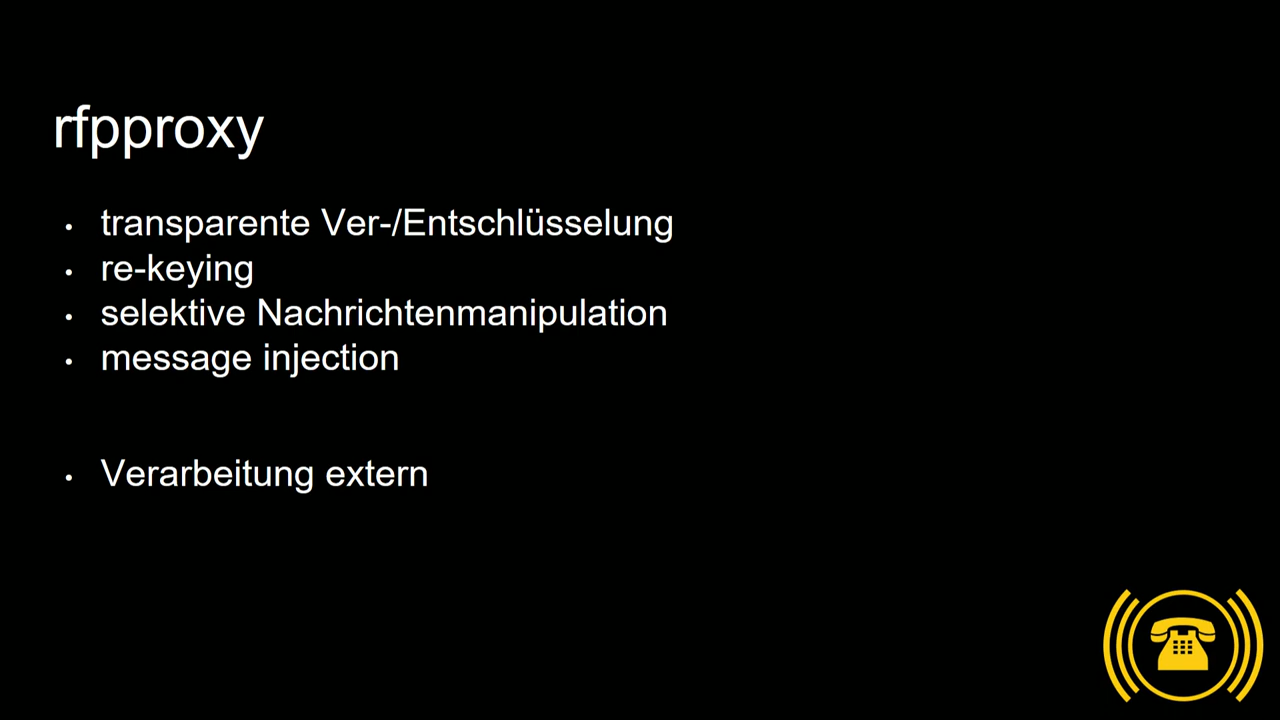 rfpproxy
• transparente Ver-/Entschlüsselung
• re-keying
• selektive Nachrichtenmanipulation
• message injection
• Verarbeitung extern